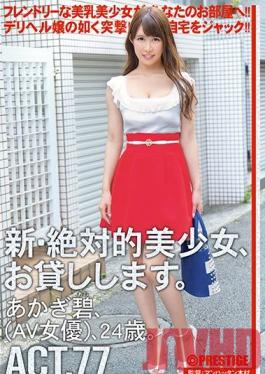 フレンドリーな美乳美少女があなたのお部屋へ!!
デリヘル嬢の如く突撃
自宅をジャック!!
新・絶対的美少女、
お貸しします。
あかぎ碧、
(AV女優)、24歳。
ACT.77
PRESTIGE